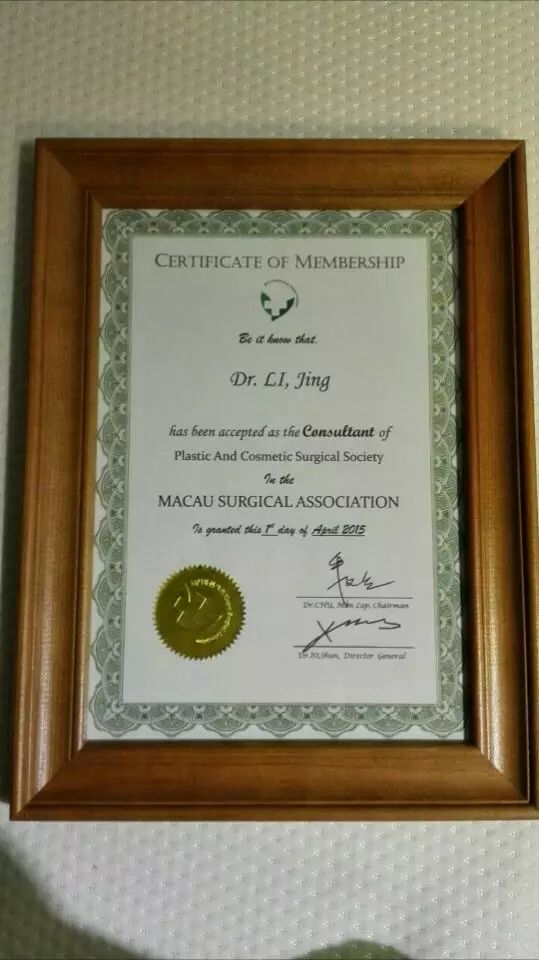 CERTIFICATE OF MEMBERSHIP
Be it know that,
Dr. LI, Jing
has been accepted as the Consultant of
Plastic And Cosmetic Surgical Society
In the
MACAU SURGICAL ASSOCIATION
Is granted this 1st day of April 2015
Dr.CHU, Man Lap, Chairman
Dr.IO,Shun, Director General